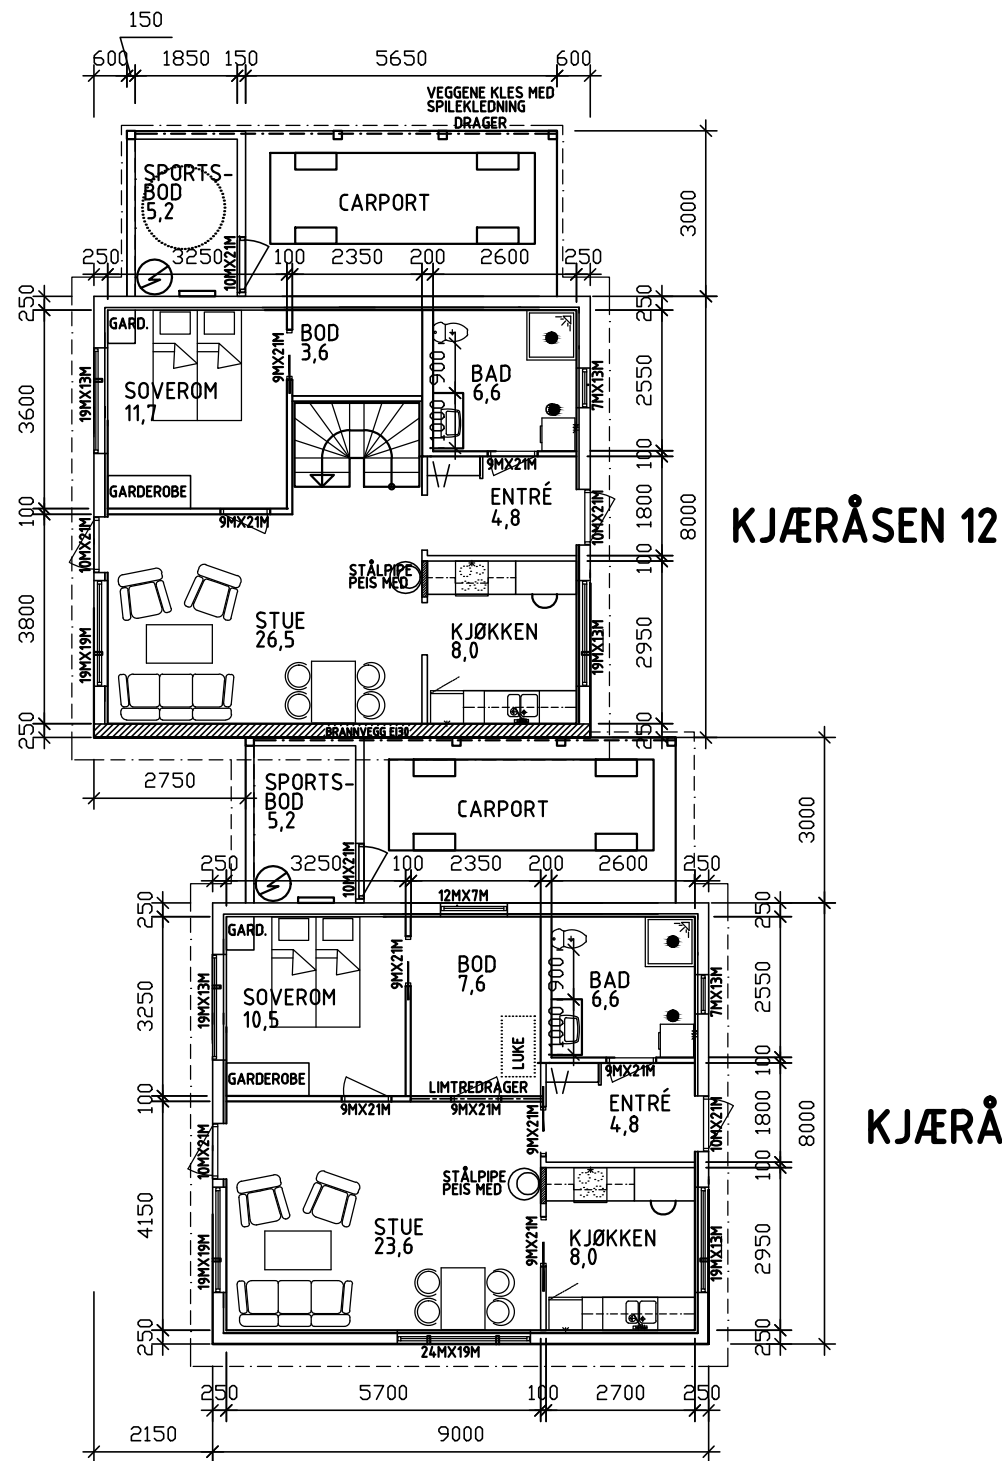 150
600 1850 150 5650 600
VEGGENE KLES MED
SPILEKLEDNING
DRAGER
SPORTS-
BOD
5,2
CARPORT
3000
10MX21M
250 3250 100 2350 200 2600 250
250
3600
100
3800
250
GARD.
BOD
3,6
9MX21M
19MX13M
SOVEROM
11,7
900
1000
BAD
6,6
7MX13M
250
2550
100
1800
100
2950
250
8000
GARDEROBE
9MX21M
9MX21M
ENTRÉ
4,8
10MX21M
10MX21M
KJÆRÅSEN 12
STÅLPIPE
PEIS MED
STUE
26,5
KJØKKEN
8,0
19MX19M
19MX13M
BRANNVEGG EI30
2750
SPORTS-
BOD
5,2
CARPORT
3000
10MX21M
250 3250 100 2350 200 2600 250
12MX7M
250
3250
100
4150
250
GARD.
9MX21M
BOD
7,6
19MX13M
SOVEROM
10,5
900
1000
BAD
6,6
7MX13M
250
2550
100
1800
100
2950
250
8000
LUKE
GARDEROBE
LIMTREDRAGER
9MX21M
9MX21M
9MX21M
9MX21M
ENTRÉ
4,8
10MX21M
10MX21M
KJÆRÅ
STÅLPIPE
PEIS MED
STUE
23,6
9MX21M
KJØKKEN
8,0
19MX19M
19MX13M
24MX19M
250 5700 100 2700 250
2150 9000